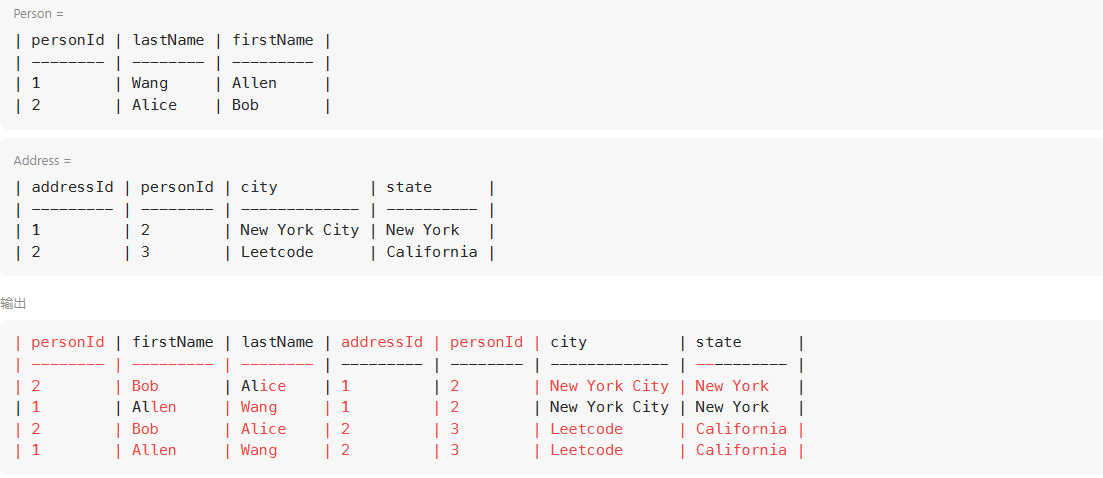 Person =
| personId | lastName | firstName |
| -------- | -------- | --------- |
| 1        | Wang     | Allen     |
| 2        | Alice    | Bob       |
Address =
| addressId | personId | city          | state      |
| --------- | -------- | ------------- | ---------- |
| 1         | 2        | New York City | New York   |
| 2         | 3        | Leetcode      | California |
输出
| personId | firstName | lastName | addressId | personId | city          | state      |
| -------- | --------- | -------- | --------- | -------- | ------------- | ---------- |
| 2        | Bob       | Alice    | 1         | 2        | New York City | New York   |
| 1        | Allen     | Wang     | 1         | 2        | New York City | New York   |
| 2        | Bob       | Alice    | 2         | 3        | Leetcode      | California |
| 1        | Allen     | Wang     | 2         | 3        | Leetcode      | California |